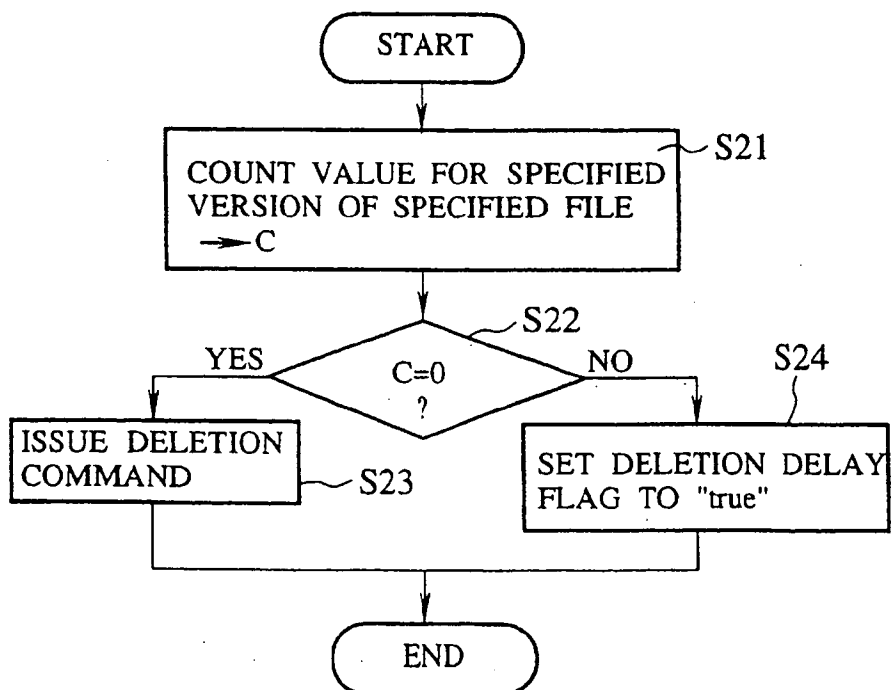 START
S21
COUNT VALUE FOR SPECIFIED
VERSION OF SPECIFIED FILE
→C
S22
YES
C=0
?
NO
S24
ISSUE DELETION
COMMAND
S23
SET DELETION DELAY
FLAG TO "true"
END